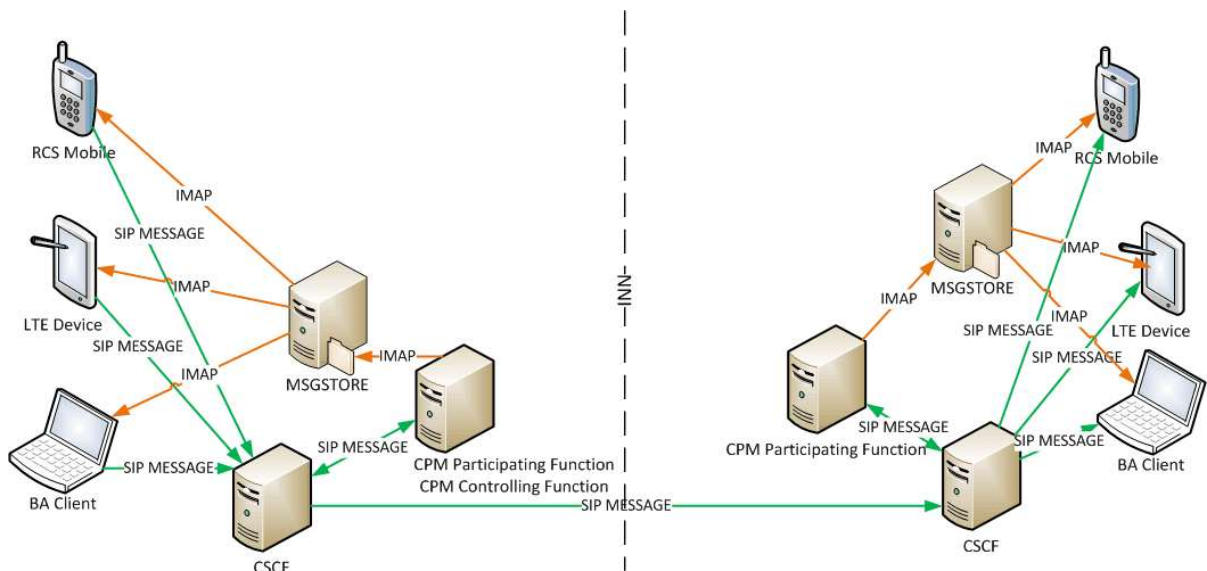 RCS Mobile
IMAP
SIP MESSAGE
LTE Device
IMAP
SIP MESSAGE
IMAP
MSGSTORE
IMAP
BA Client
SIP MESSAGE
SIP MESSAGE
CPM Participating Function
CPM Controlling Function
CSCF
NNI
SIP MESSAGE
RCS Mobile
IMAP
MSGSTORE
IMAP
IMAP
IMAP
LTE Device
SIP MESSAGE
SIP MESSAGE
CPM Participating Function
SIP MESSAGE
SIP MESSAGE
BA Client
CSCF